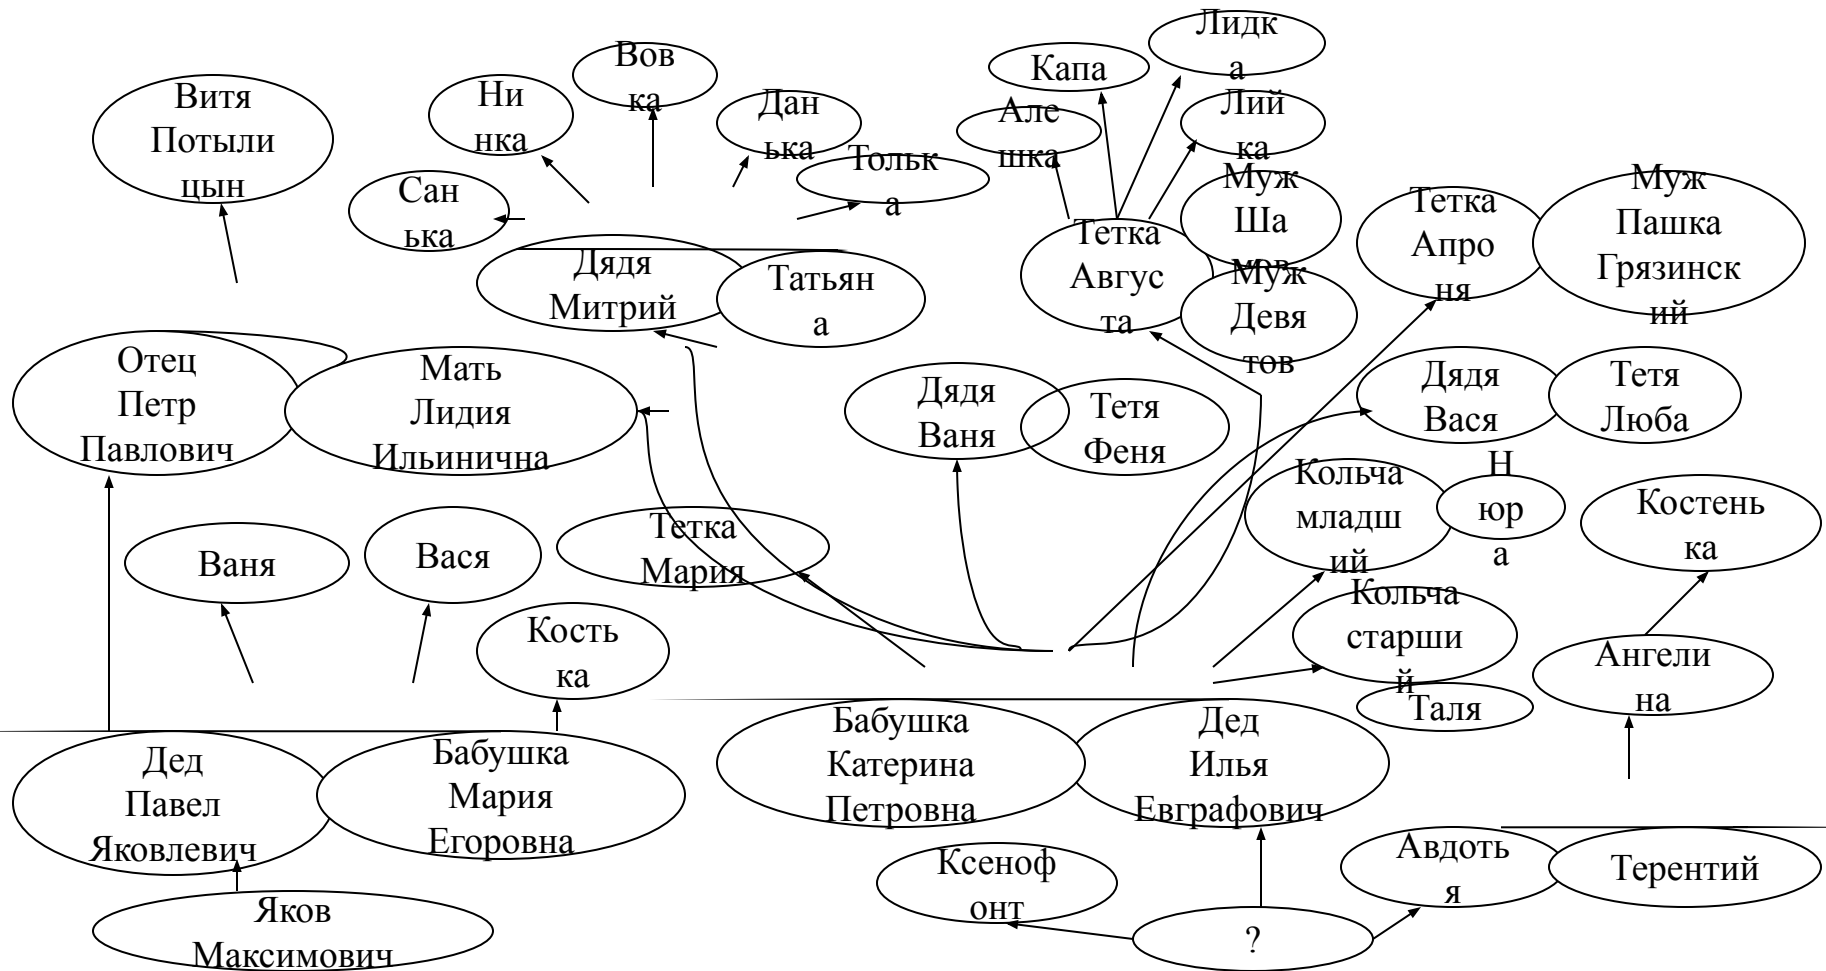 Витя
Потыли
цын
Сан
ька
Ни
нка
Вов
ка
Дан
ька
Тольк
а
Дядя
Митрий
Татьян
а
Але
шка
Капа
Лидк
а
Лий
ка
Муж
Ша
мов
Тетка
Авгус
та
Муж
Девя
тов
Тетка
Апро
ня
Муж
Пашка
Грязинск
ий
Отец
Петр
Павлович
Мать
Лидия
Ильинична
Дядя
Ваня
Тетя
Феня
Дядя
Вася
Тетя
Люба
Ваня
Вася
Тетка
Мария
Кость
ка
Кольча
младш
ий
Н
юр
а
Костень
ка
Кольча
старши
й
Таля
Ангели
на
Дед
Павел
Яковлевич
Бабушка
Мария
Егоровна
Бабушка
Катерина
Петровна
Дед
Илья
Евграфович
Авдоть
я
Терентий
Яков
Максимович
Ксеноф
онт
?